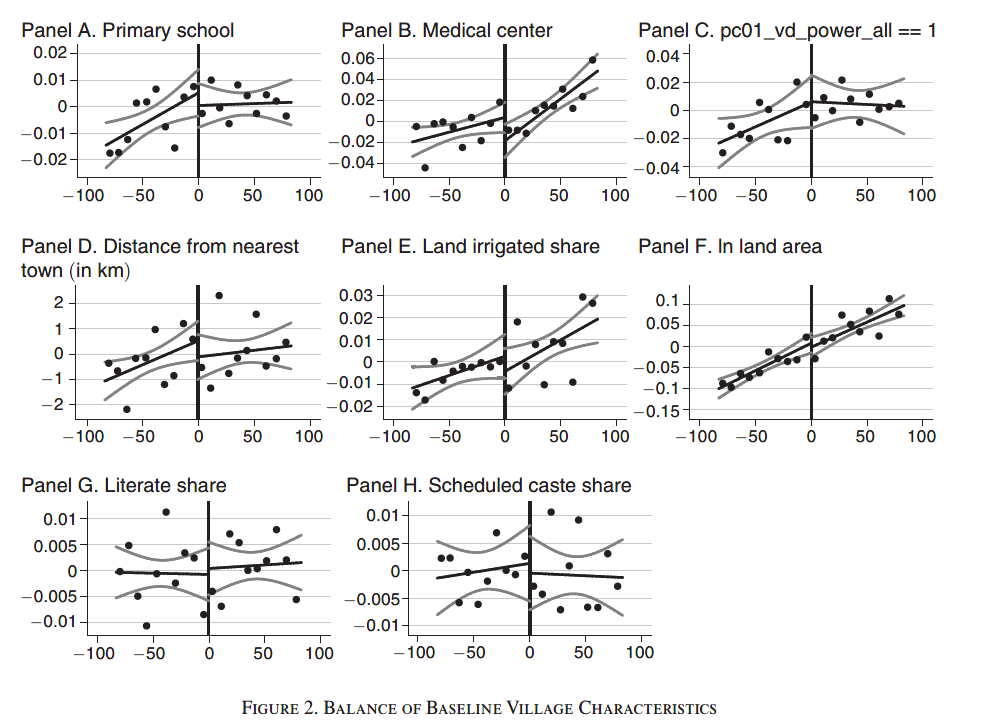 Panel A. Primary school
0.02
0.01
0
−0.01
−0.02
−100 −50 0 50 100
Panel B. Medical center
0.06
0.04
0.02
0
−0.02
−0.04
−100 −50 0 50 100
Panel C. pc01_vd_power_all == 1
0.04
0.02
0
−0.02
−0.04
−100 −50 0 50 100
Panel D. Distance from nearest
town (in km)
2
1
0
−1
−2
−100 −50 0 50 100
Panel E. Land irrigated share
0.03
0.02
0.01
0
−0.01
−0.02
−100 −50 0 50 100
Panel F. ln land area
0.1
0.05
0
−0.05
−0.1
−0.15
−100 −50 0 50 100
Panel G. Literate share
0.01
0.005
0
−0.005
−0.01
−100 −50 0 50 100
Panel H. Scheduled caste share
0.01
0.005
0
−0.005
−0.01
−100 −50 0 50 100
Figure 2. Balance of Baseline Village Characteristics